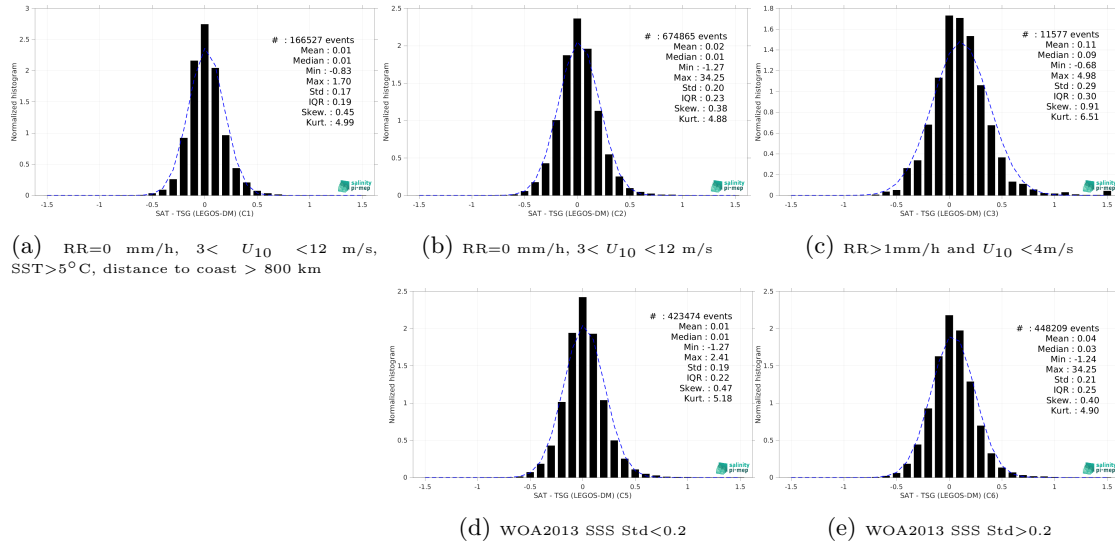 Normalized histogram
3
2.5
2
1.5
1
0.5
0
-1.5
-1
-0.5
0
0.5
1
1.5
SAT - TSG (LEGOS-DM) (C1)
# : 166527 events
Mean : 0.01
Median : 0.01
Min : -0.83
Max : 1.70
Std : 0.17
IQR : 0.19
Skew. : 0.45
Kurt. : 4.99
salinity
pi-mep
(a) RR=0 mm/h, 3< U10 <12 m/s,
SST>5°C, distance to coast > 800 km
Normalized histogram
2.5
2
1.5
1
0.5
0
-1.5
-1
-0.5
0
0.5
1
1.5
SAT - TSG (LEGOS-DM) (C2)
# : 674865 events
Mean : 0.02
Median : 0.01
Min : -1.27
Max : 34.25
Std : 0.20
IQR : 0.23
Skew. : 0.38
Kurt. : 4.88
salinity
pi-mep
(b) RR=0 mm/h, 3< U10 <12 m/s
Normalized histogram
1.8
1.6
1.4
1.2
1
0.8
0.6
0.4
0.2
0
-1.5
-1
-0.5
0
0.5
1
1.5
SAT - TSG (LEGOS-DM) (C3)
# : 11577 events
Mean : 0.11
Median : 0.09
Min : -0.68
Max : 4.98
Std : 0.29
IQR : 0.30
Skew. : 0.91
Kurt. : 6.51
salinity
pi-mep
(c) RR>1mm/h and U10 <4m/s
Normalized histogram
2.5
2
1.5
1
0.5
0
-1.5
-1
-0.5
0
0.5
1
1.5
SAT - TSG (LEGOS-DM) (C5)
# : 423474 events
Mean : 0.01
Median : 0.01
Min : -1.27
Max : 2.41
Std : 0.19
IQR : 0.22
Skew. : 0.47
Kurt. : 5.18
salinity
pi-mep
(d) WOA2013 SSS Std<0.2
Normalized histogram
2.5
2
1.5
1
0.5
0
-1.5
-1
-0.5
0
0.5
1
1.5
SAT - TSG (LEGOS-DM) (C6)
# : 448209 events
Mean : 0.04
Median : 0.03
Min : -1.24
Max : 34.25
Std : 0.21
IQR : 0.25
Skew. : 0.40
Kurt. : 4.90
salinity
pi-mep
(e) WOA2013 SSS Std>0.2